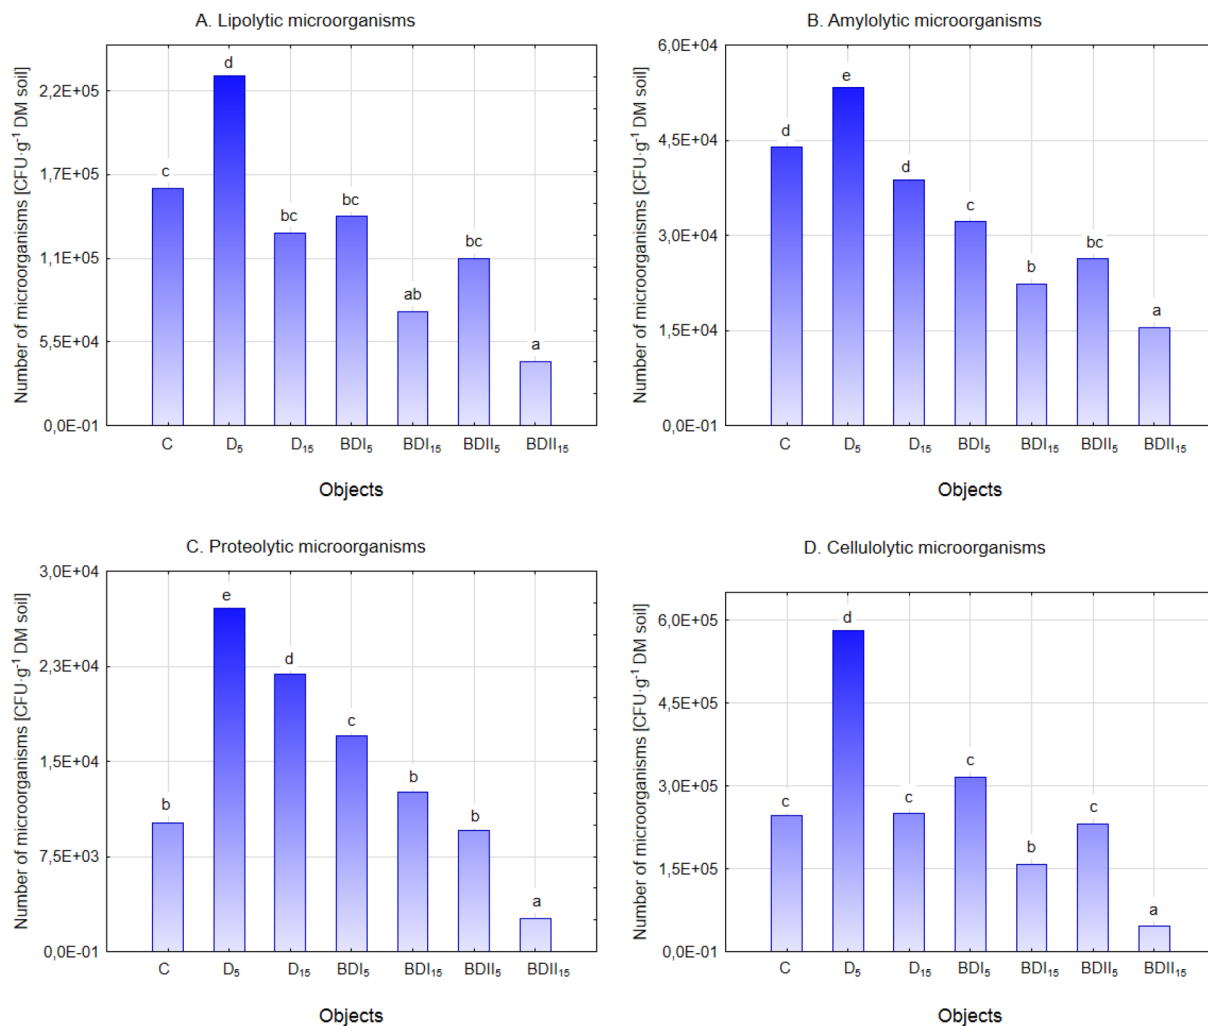 A. Lipolytic microorganisms
Number of microorganisms [CFU·g⁻¹ DM soil]
2,2E+05
1,7E+05
1,1E+05
5,5E+04
0,0E-01
c
d
bc
bc
ab
bc
a
C D₅ D₁₅ BDI₅ BDI₁₅ BDII₅ BDII₁₅
Objects
B. Amylolytic microorganisms
Number of microorganisms [CFU·g⁻¹ DM soil]
6,0E+04
4,5E+04
3,0E+04
1,5E+04
0,0E-01
d
e
d
c
b
bc
a
C D₅ D₁₅ BDI₅ BDI₁₅ BDII₅ BDII₁₅
Objects
C. Proteolytic microorganisms
Number of microorganisms [CFU·g⁻¹ DM soil]
3,0E+04
2,3E+04
1,5E+04
7,5E+03
0,0E-01
b
e
d
c
b
b
a
C D₅ D₁₅ BDI₅ BDI₁₅ BDII₅ BDII₁₅
Objects
D. Cellulolytic microorganisms
Number of microorganisms [CFU·g⁻¹ DM soil]
6,0E+05
4,5E+05
3,0E+05
1,5E+05
0,0E-01
c
d
c
c
b
c
a
C D₅ D₁₅ BDI₅ BDI₁₅ BDII₅ BDII₁₅
Objects